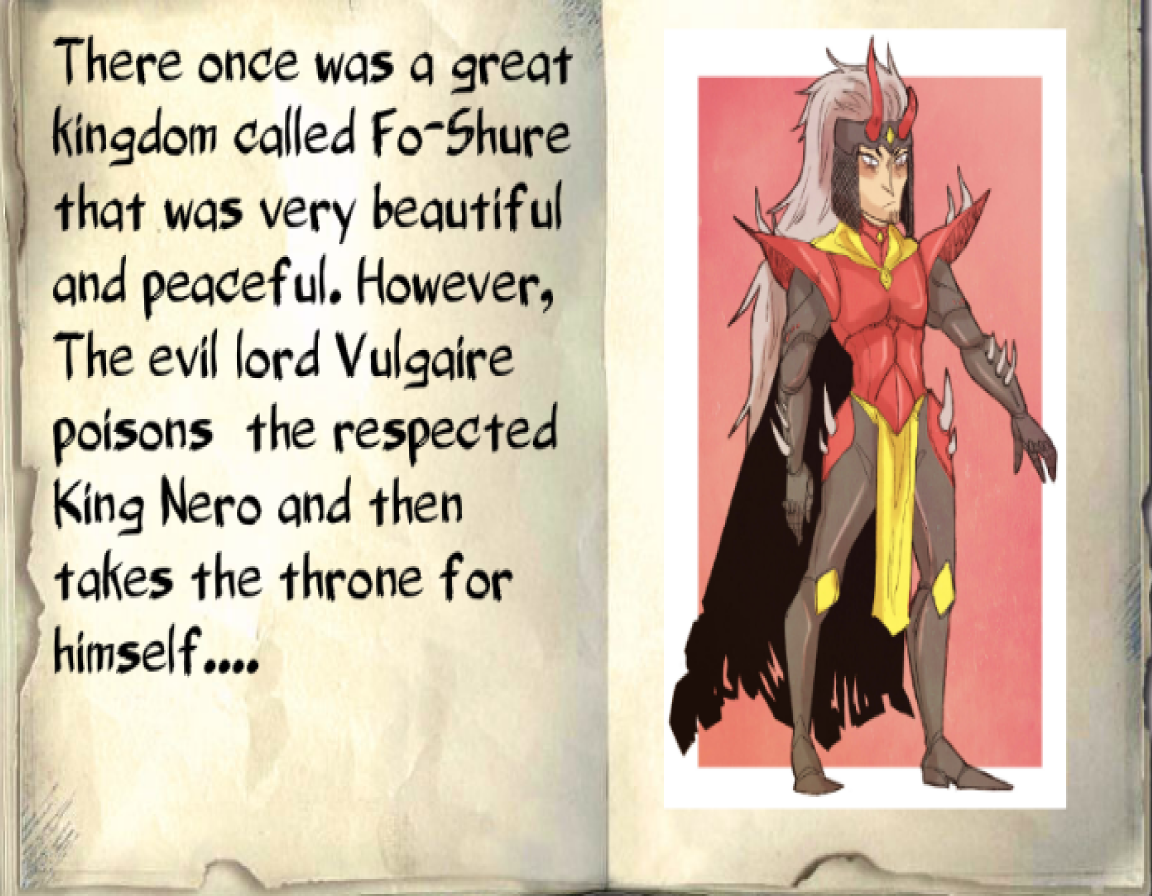 There once was a great
kingdom called Fo-Shure
that was very beautiful
and peaceful. However,
The evil lord Vulgaire
poisons the respected
King Nero and then
takes the throne for
himself....